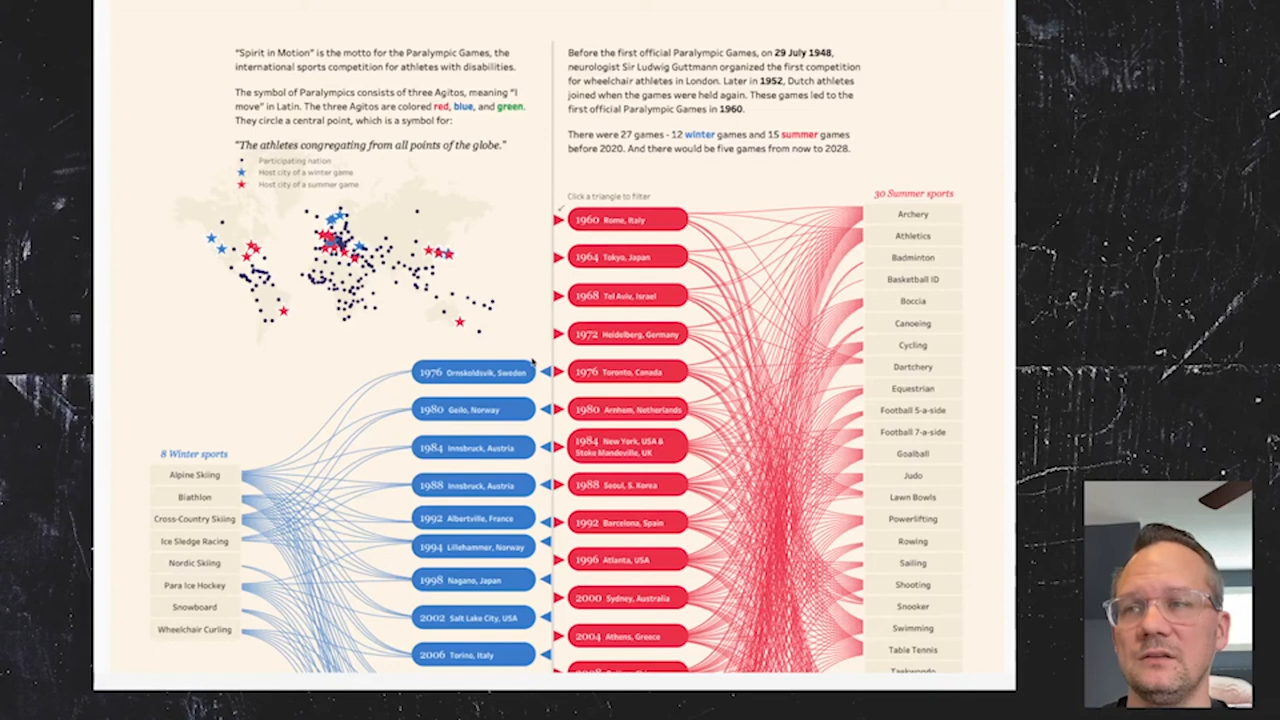 "Spirit in Motion" is the motto for the Paralympic Games, the
international sports competition for athletes with disabilities.
The symbol of Paralympics consists of three Agitos, meaning "I
move" in Latin. The three Agitos are colored red, blue, and green.
They circle a central point, which is a symbol for:
"The athletes congregating from all points of the globe."
Participating nation
Host city of a winter game
Host city of a summer game
Before the first official Paralympic Games, on 29 July 1948,
neurologist Sir Ludwig Guttmann organized the first competition
for wheelchair athletes in London. Later in 1952, Dutch athletes
joined when the games were held again. These games led to the
first official Paralympic Games in 1960.
There were 27 games - 12 winter games and 15 summer games
before 2020. And there would be five games from now to 2028.
Click a triangle to filter
8 Winter sports
Alpine Skiing
Biathlon
Cross-Country Skiing
Ice Sledge Racing
Nordic Skiing
Para Ice Hockey
Snowboard
Wheelchair Curling
1976 Ornskoldsvik, Sweden
1980 Geilo, Norway
1984 Innsbruck, Austria
1988 Innsbruck, Austria
1992 Albertville, France
1994 Lillehammer, Norway
1998 Nagano, Japan
2002 Salt Lake City, USA
2006 Torino, Italy
1960 Rome, Italy
1964 Tokyo, Japan
1968 Tel Aviv, Israel
1972 Heidelberg, Germany
1976 Toronto, Canada
1980 Arnhem, Netherlands
1984 New York, USA &
Stoke Mandeville, UK
1988 Seoul, S. Korea
1992 Barcelona, Spain
1996 Atlanta, USA
2000 Sydney, Australia
2004 Athens, Greece
30 Summer sports
Archery
Athletics
Badminton
Basketball ID
Boccia
Canoeing
Cycling
Dartchery
Equestrian
Football 5-a-side
Football 7-a-side
Goalball
Judo
Lawn Bowls
Powerlifting
Rowing
Sailing
Shooting
Snooker
Swimming
Table Tennis